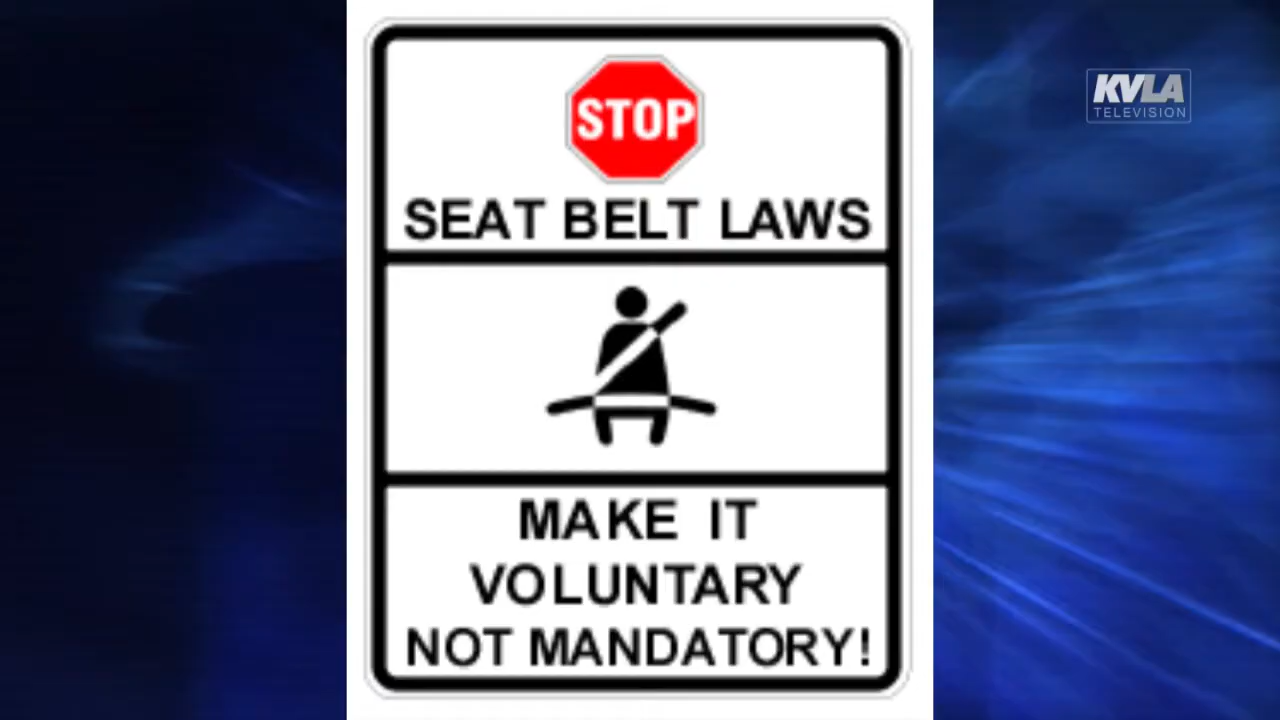 KVLA
TELEVISION
STOP
SEAT BELT LAWS
MAKE IT
VOLUNTARY
NOT MANDATORY!